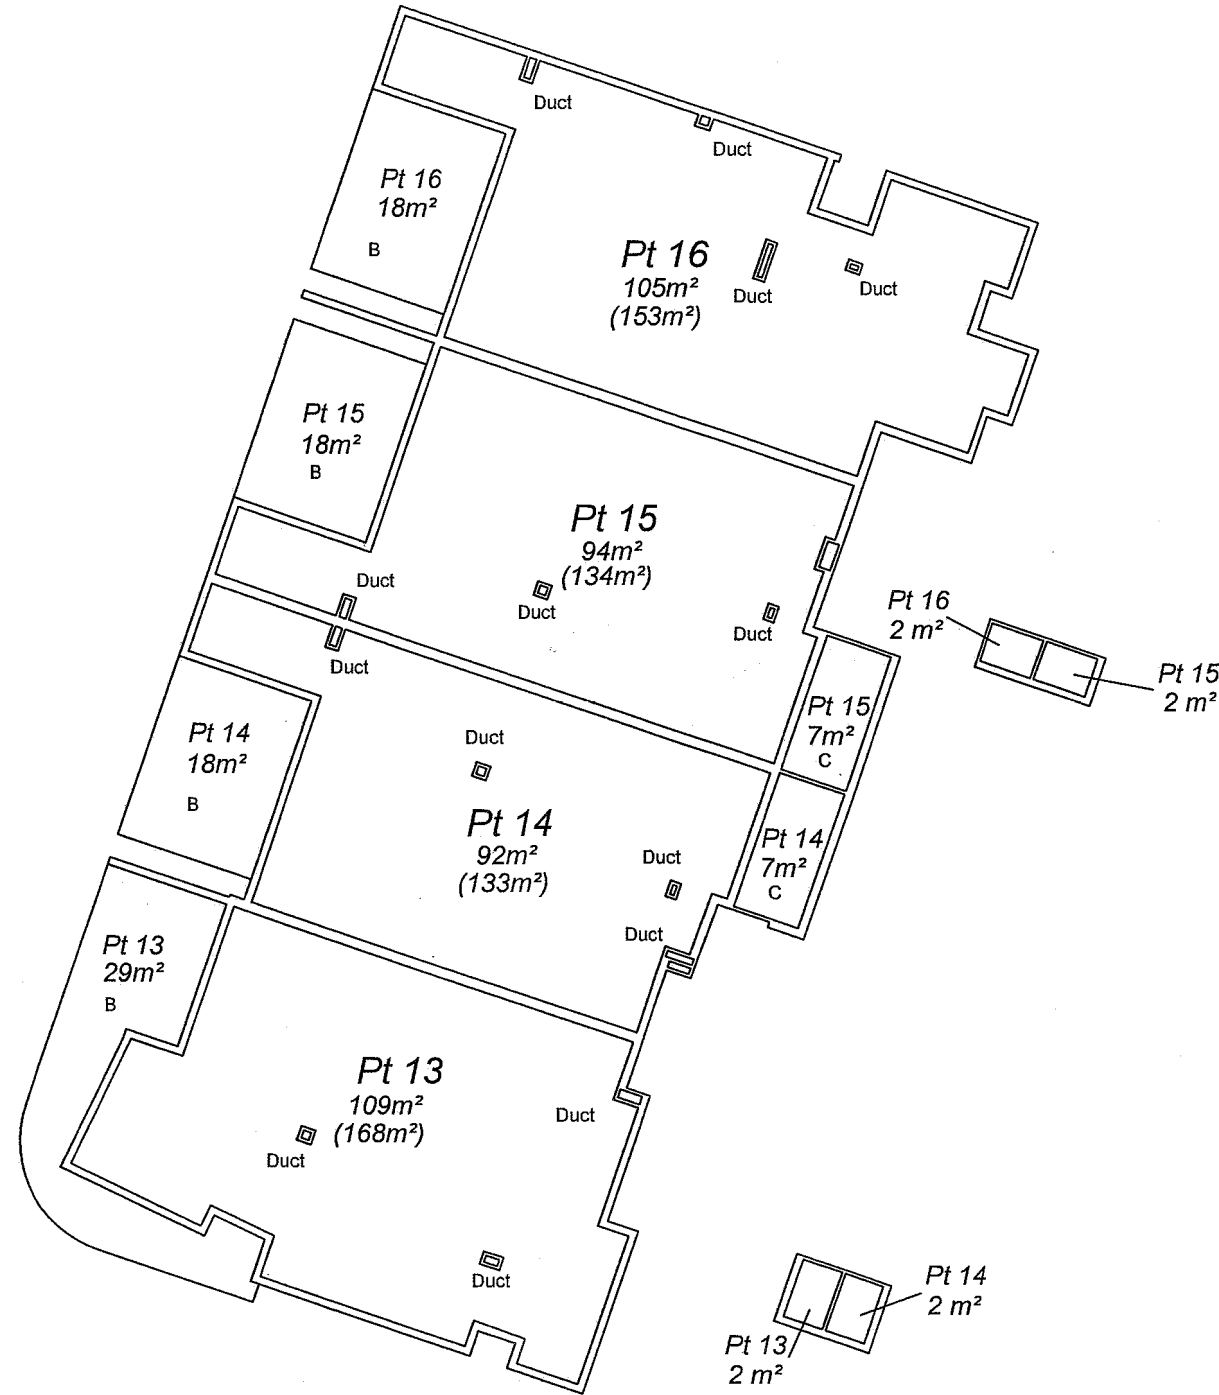 Duct
Duct
Pt 16
18m²
B
Pt 16
105m²
(153m²)
Duct
Duct
Pt 15
18m²
B
Pt 15
94m²
(134m²)
Duct
Duct
Duct
Duct
Pt 16
2 m²
Pt 15
2 m²
Pt 15
7m²
C
Pt 14
18m²
B
Duct
Pt 14
92m²
(133m²)
Duct
Pt 14
7m²
C
Duct
Pt 13
29m²
B
Pt 13
109m²
(168m²)
Duct
Duct
Duct
Pt 14
2 m²
Pt 13
2 m²